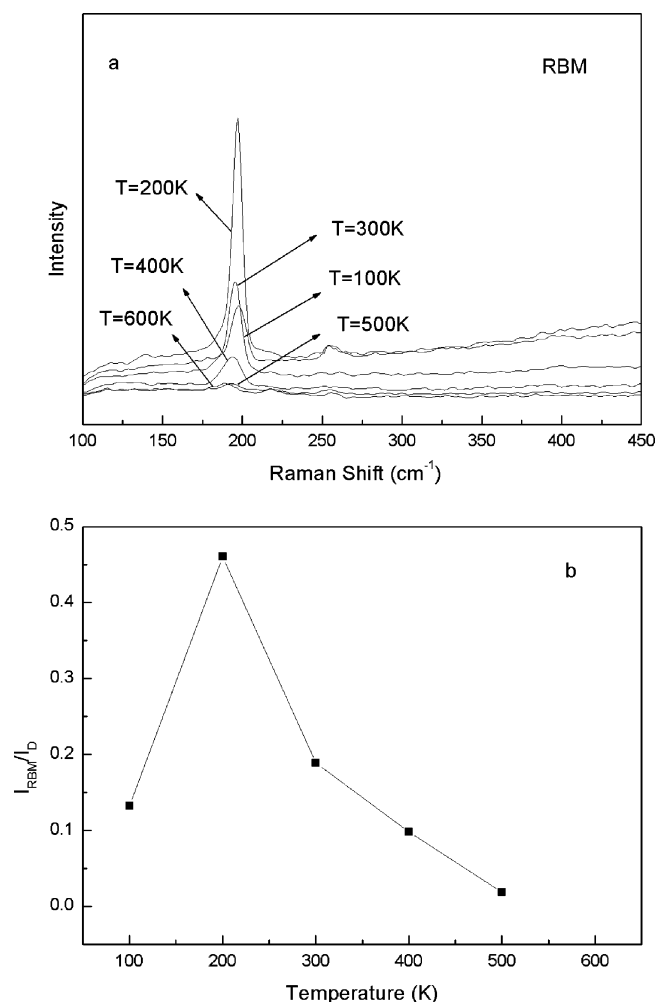 a
RBM
T=200K
T=300K
T=400K
T=100K
T=600K
T=500K
Intensity
100 150 200 250 300 350 400 450
Raman Shift (cm⁻¹)
b
0.5
0.4
0.3
0.2
0.1
0.0
I_RBM/I_D
100 200 300 400 500 600
Temperature (K)